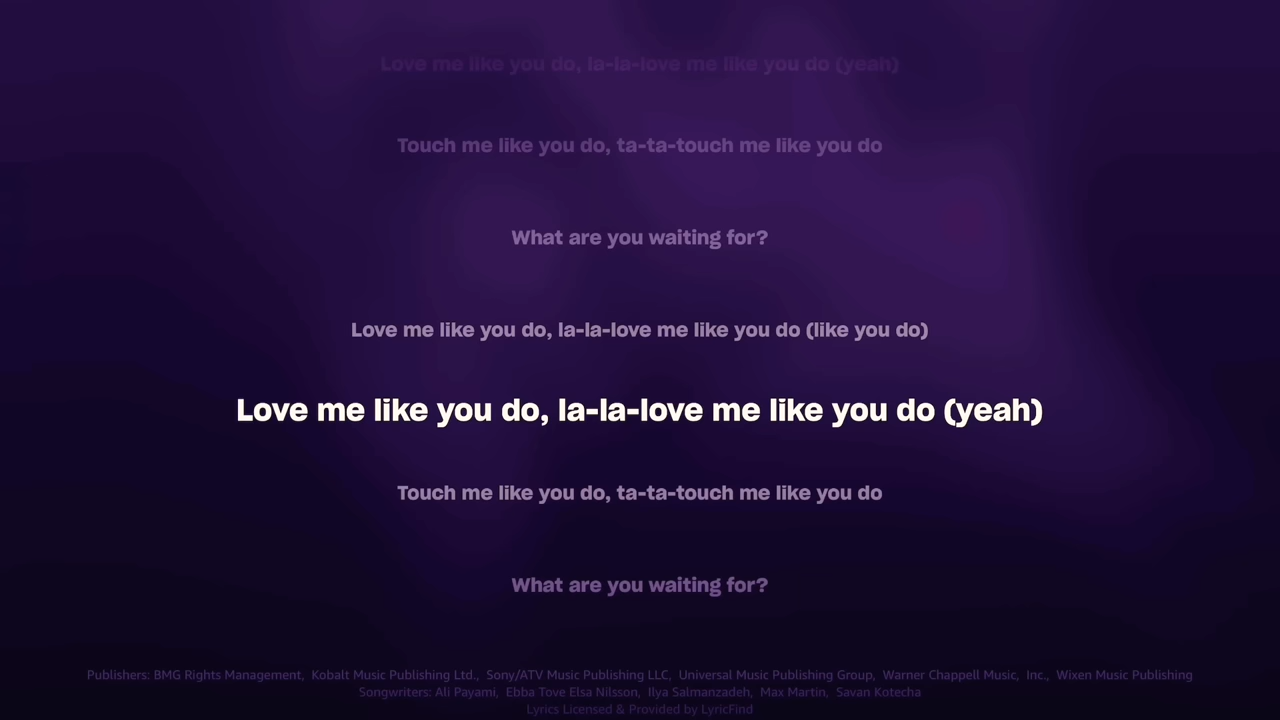 Love me like you do, la-la-love me like you do (yeah)
Touch me like you do, ta-ta-touch me like you do
What are you waiting for?
Love me like you do, la-la-love me like you do (like you do)
Love me like you do, la-la-love me like you do (yeah)
Touch me like you do, ta-ta-touch me like you do
What are you waiting for?
Publishers: BMG Rights Management,  Kobalt Music Publishing Ltd.,  Sony/ATV Music Publishing LLC,  Universal Music Publishing Group,  Warner Chappell Music,  Inc.,  Wixen Music Publishing
Songwriters: Ali Payami,  Ebba Tove Elsa Nilsson,  Ilya Salmanzadeh,  Max Martin,  Savan Kotecha
Lyrics Licensed & Provided by LyricFind